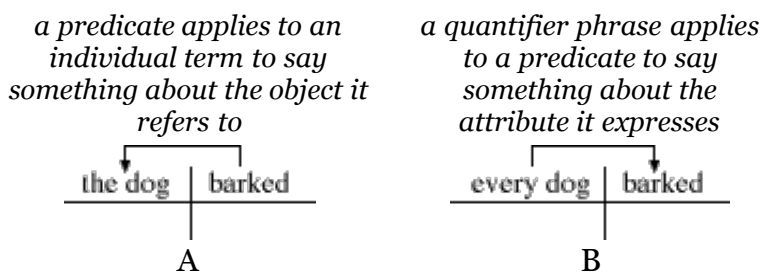 a predicate applies to an
individual term to say
something about the object it
refers to
the dog barked
A
a quantifier phrase applies
to a predicate to say
something about the
attribute it expresses
every dog barked
B